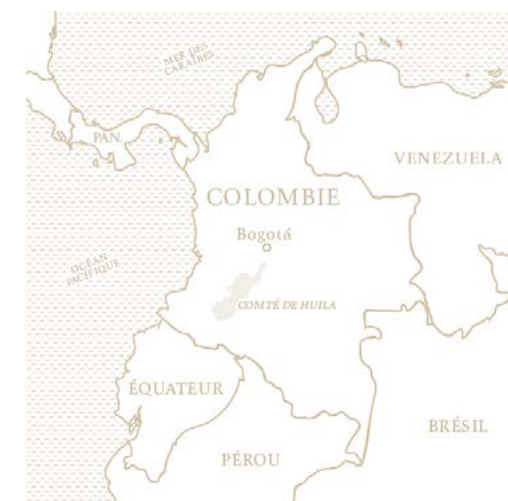 MER DES
CARAÏBES
PAN.
VENEZUELA
COLOMBIE
Bogotá
OCÉAN
PACIFIQUE
COMTÉ DE HUILA
ÉQUATEUR
BRÉSIL
PÉROU